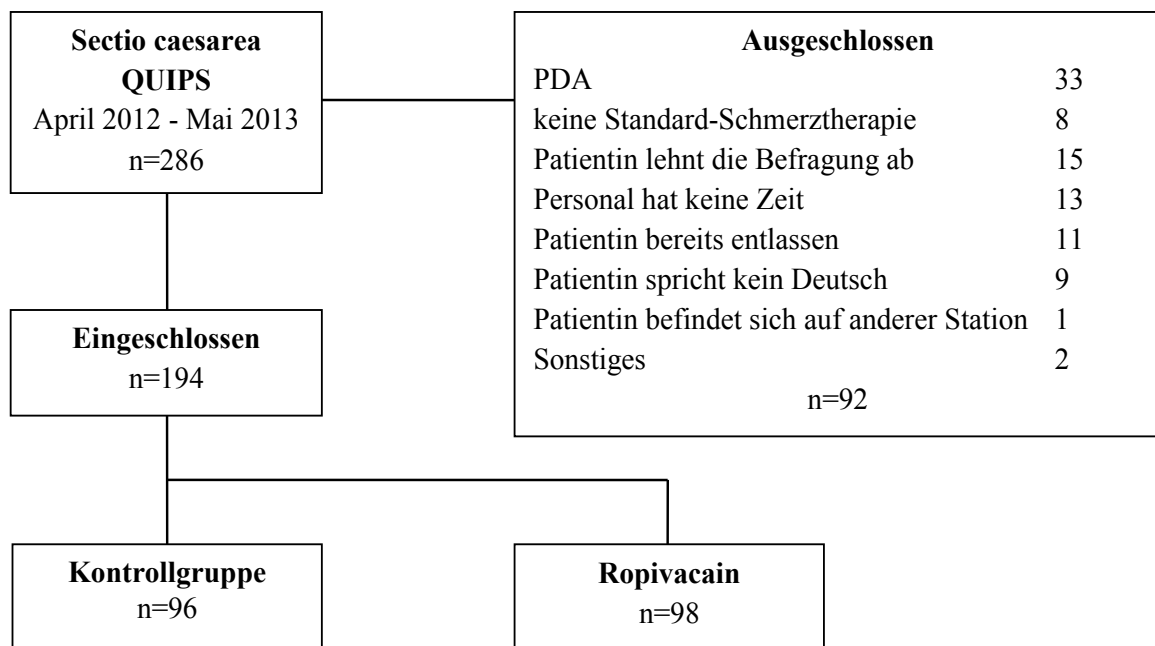 Sectio caesarea
QUIPS
April 2012 - Mai 2013
n=286
Ausgeschlossen
PDA 33
keine Standard-Schmerztherapie 8
Patientin lehnt die Befragung ab 15
Personal hat keine Zeit 13
Patientin bereits entlassen 11
Patientin spricht kein Deutsch 9
Patientin befindet sich auf anderer Station 1
Sonstiges 2
n=92
Eingeschlossen
n=194
Kontrollgruppe
n=96
Ropivacain
n=98